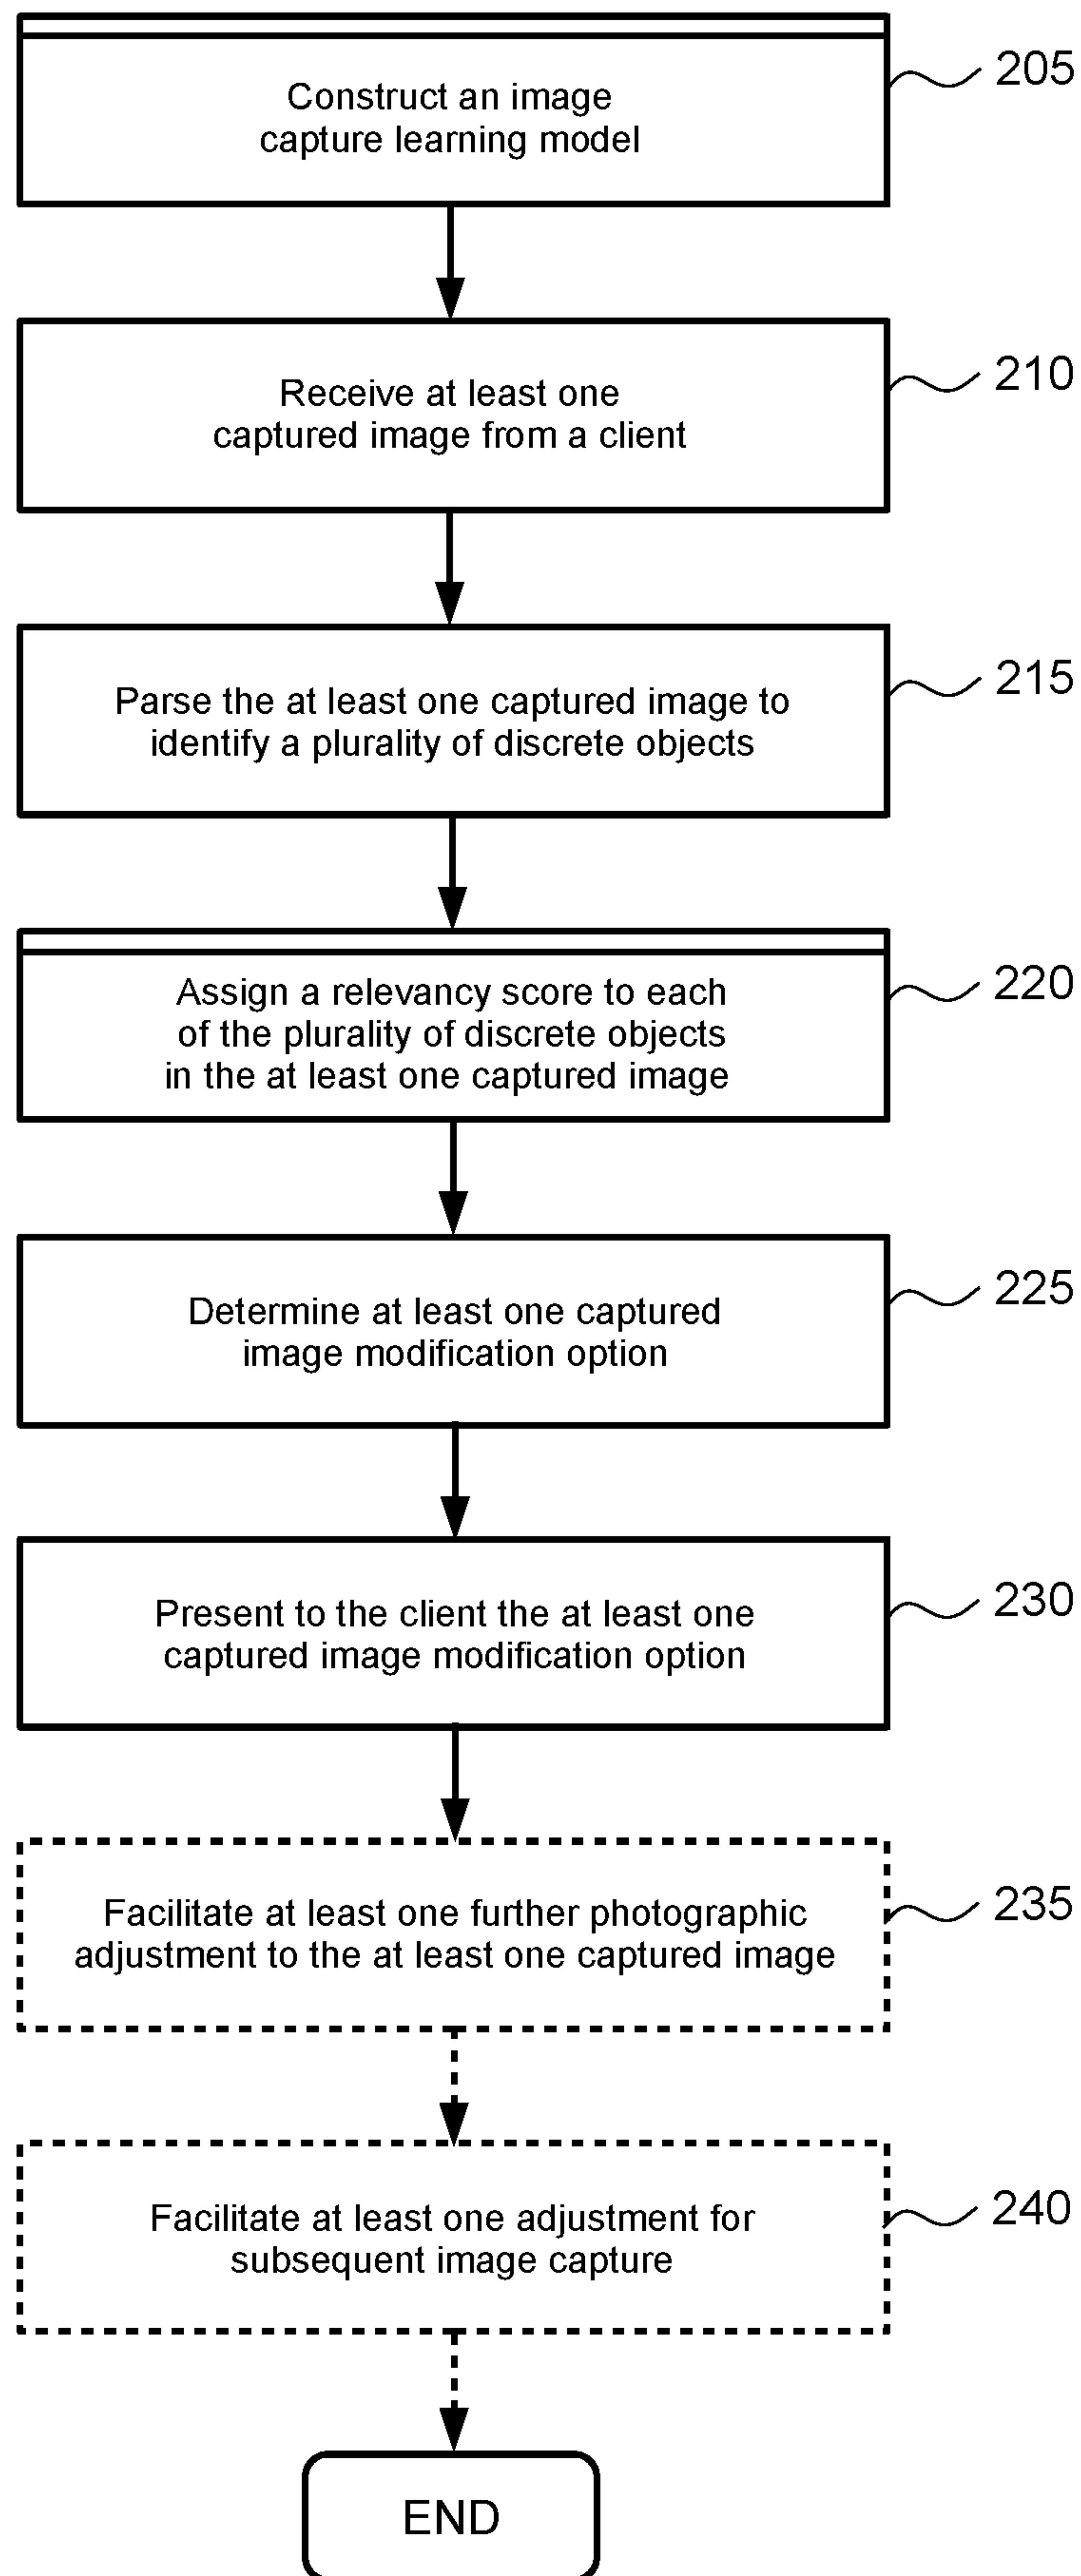 Construct an image
capture learning model
205
Receive at least one
captured image from a client
210
Parse the at least one captured image to
identify a plurality of discrete objects
215
Assign a relevancy score to each
of the plurality of discrete objects
in the at least one captured image
220
Determine at least one captured
image modification option
225
Present to the client the at least one
captured image modification option
230
Facilitate at least one further photographic
adjustment to the at least one captured image
235
Facilitate at least one adjustment for
subsequent image capture
240
END